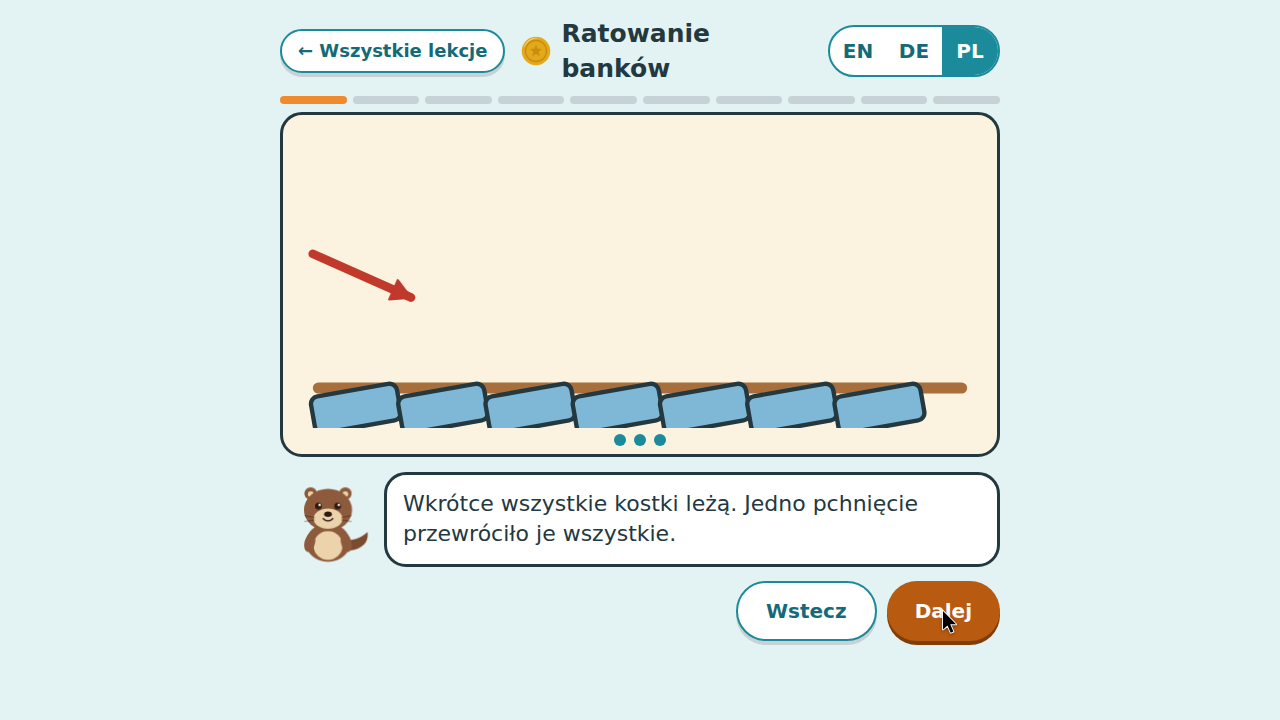 ← Wszystkie lekcje
Ratowanie
banków
EN DE PL
Wkrótce wszystkie kostki leżą. Jedno pchnięcie
przewróciło je wszystkie.
Wstecz
Dalej